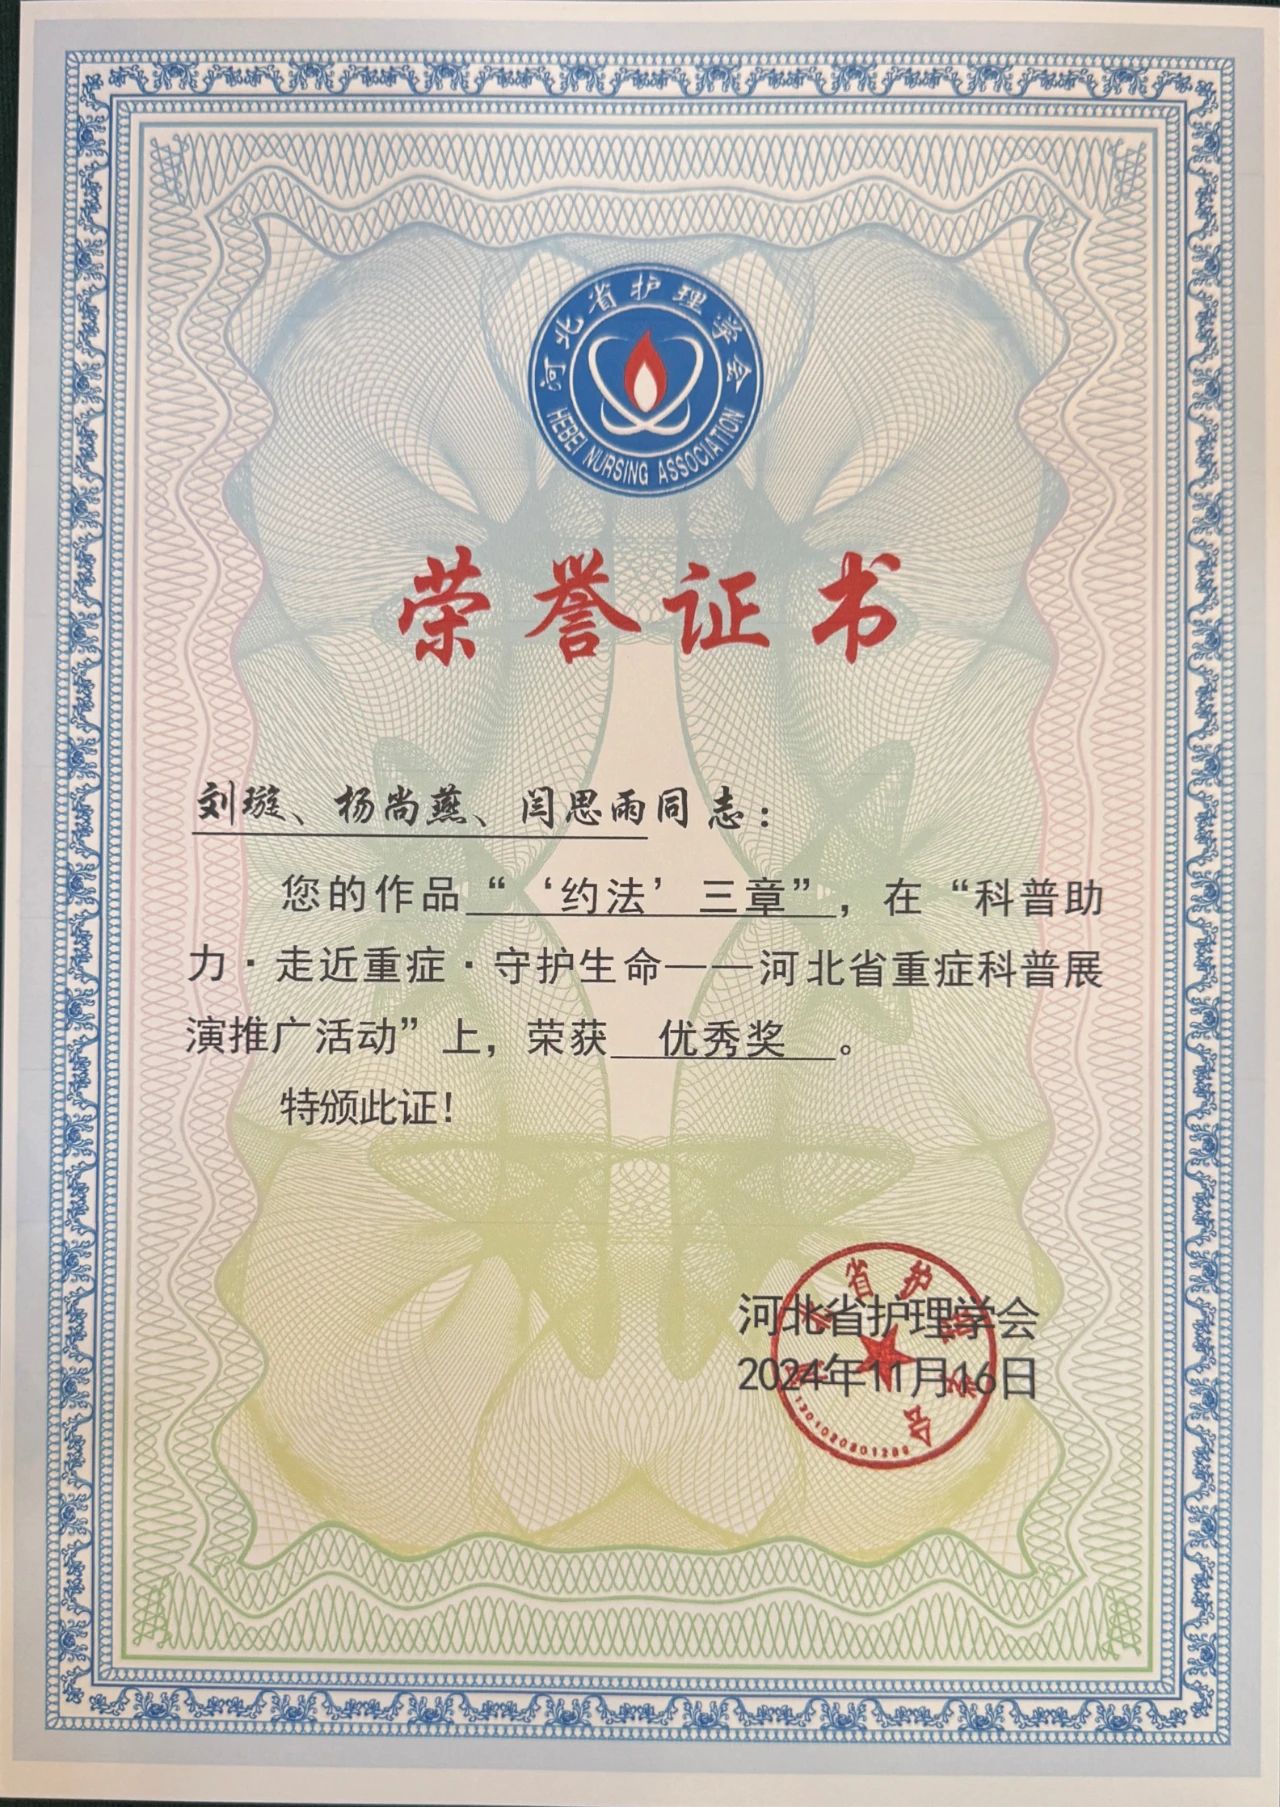 河北省护理学会
HEBEI NURSING ASSOCIATION
荣誉证书
刘璇、杨尚燕、闫思雨同志：
您的作品“‘约法’三章”，在“科普助
力·走近重症·守护生命——河北省重症科普展
演推广活动”上，荣获 优秀奖 。
特颁此证！
河北省护理学会
2024年11月16日